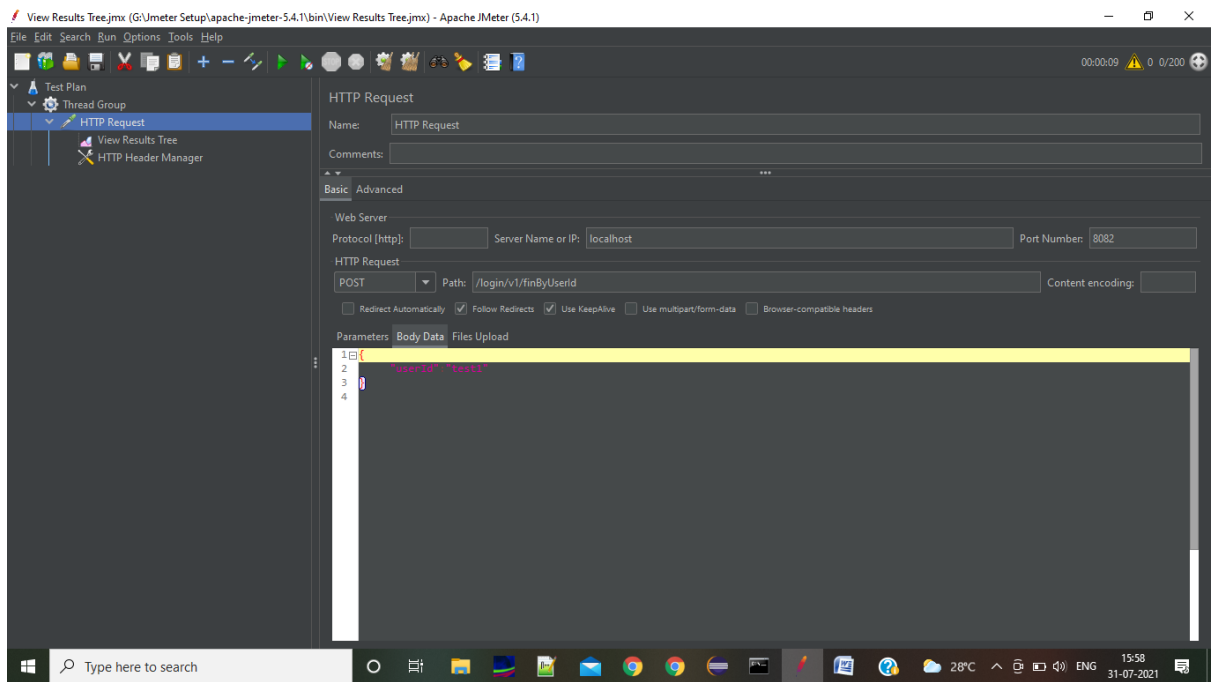 View Results Tree.jmx (G:\Jmeter Setup\apache-jmeter-5.4.1\bin\View Results Tree.jmx) - Apache JMeter (5.4.1)
File Edit Search Run Options Tools Help
00:00:09 0 0/200
Test Plan
Thread Group
HTTP Request
View Results Tree
HTTP Header Manager
HTTP Request
Name: HTTP Request
Comments:
Basic Advanced
Web Server
Protocol [http]: Server Name or IP: localhost Port Number: 8082
HTTP Request
POST Path: /login/v1/finByUserId Content encoding:
Redirect Automatically Follow Redirects Use KeepAlive Use multipart/form-data Browser-compatible headers
Parameters Body Data Files Upload
1 {
2 "userId":"test1"
3 }
4
Type here to search
28°C ENG 15:58
31-07-2021